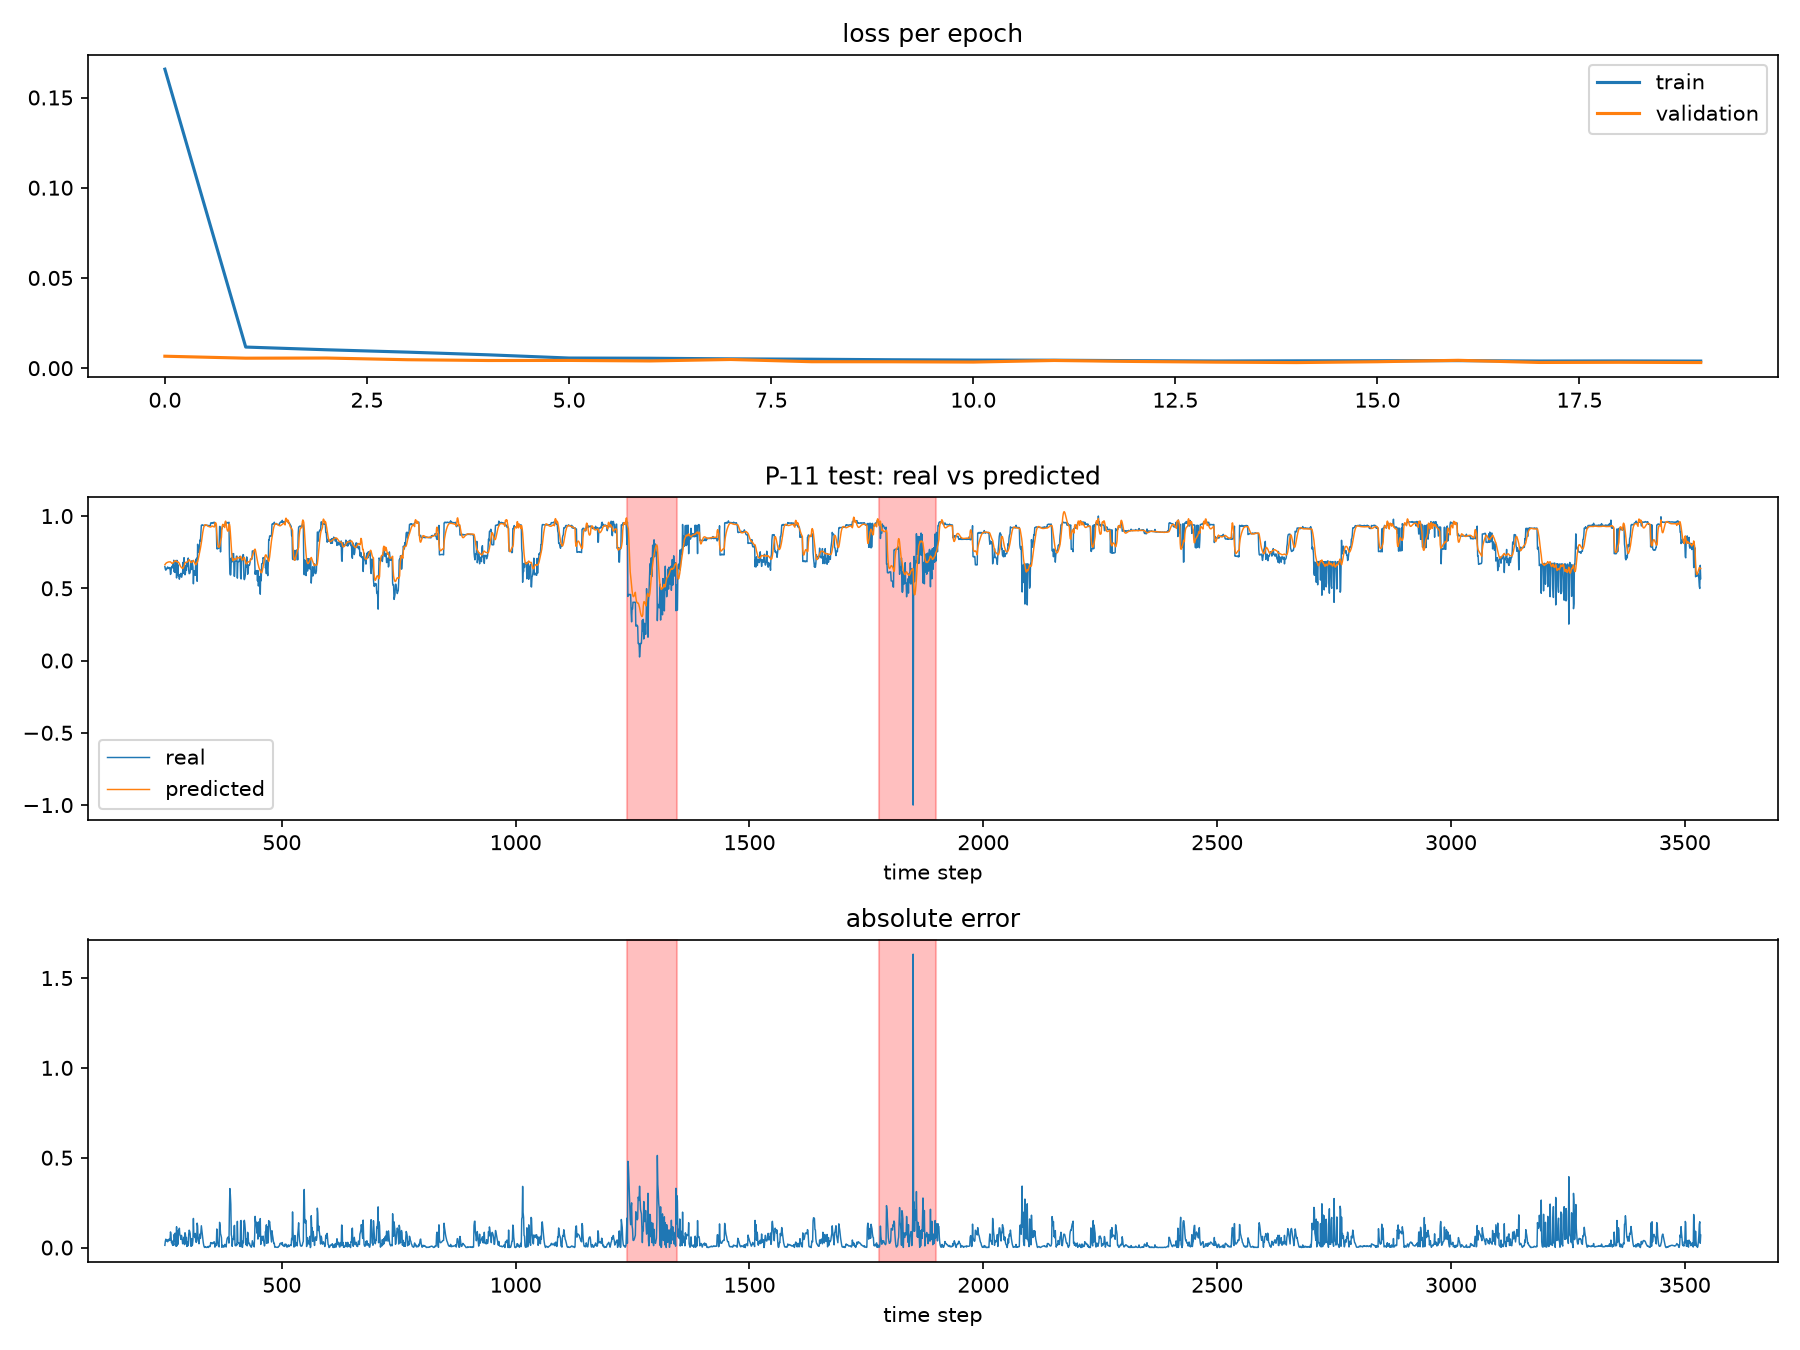 loss per epoch
0.15
0.10
0.05
0.00
train
validation
0.0 2.5 5.0 7.5 10.0 12.5 15.0 17.5
P-11 test: real vs predicted
1.0
0.5
0.0
−0.5
−1.0
real
predicted
500 1000 1500 2000 2500 3000 3500
time step
absolute error
1.5
1.0
0.5
0.0
500 1000 1500 2000 2500 3000 3500
time step